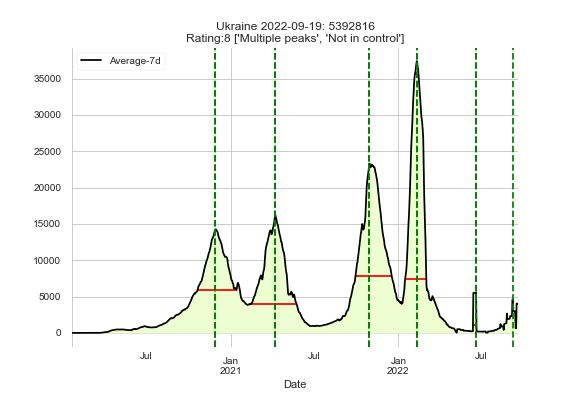 Ukraine 2022-09-19: 5392816
Rating:8 ['Multiple peaks', 'Not in control']
Average-7d
35000
30000
25000
20000
15000
10000
5000
0
Jul
Jan
2021
Jul
Jan
2022
Jul
Date